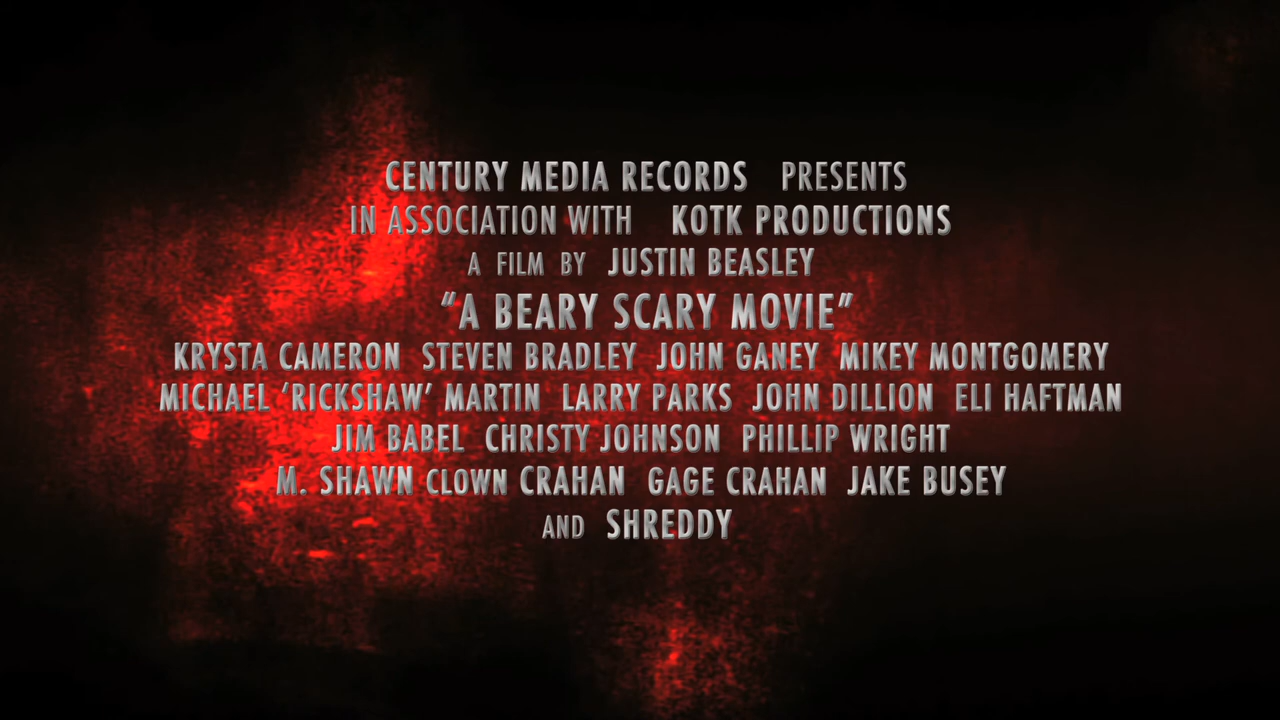 CENTURY MEDIA RECORDS PRESENTS
IN ASSOCIATION WITH KOTK PRODUCTIONS
A FILM BY JUSTIN BEASLEY
“A BEARY SCARY MOVIE”
KRYSTA CAMERON STEVEN BRADLEY JOHN GANEY MIKEY MONTGOMERY
MICHAEL ‘RICKSHAW’ MARTIN LARRY PARKS JOHN DILLION ELI HAFTMAN
JIM BABEL CHRISTY JOHNSON PHILLIP WRIGHT
M. SHAWN CLOWN CRAHAN GAGE CRAHAN JAKE BUSEY
AND SHREDDY